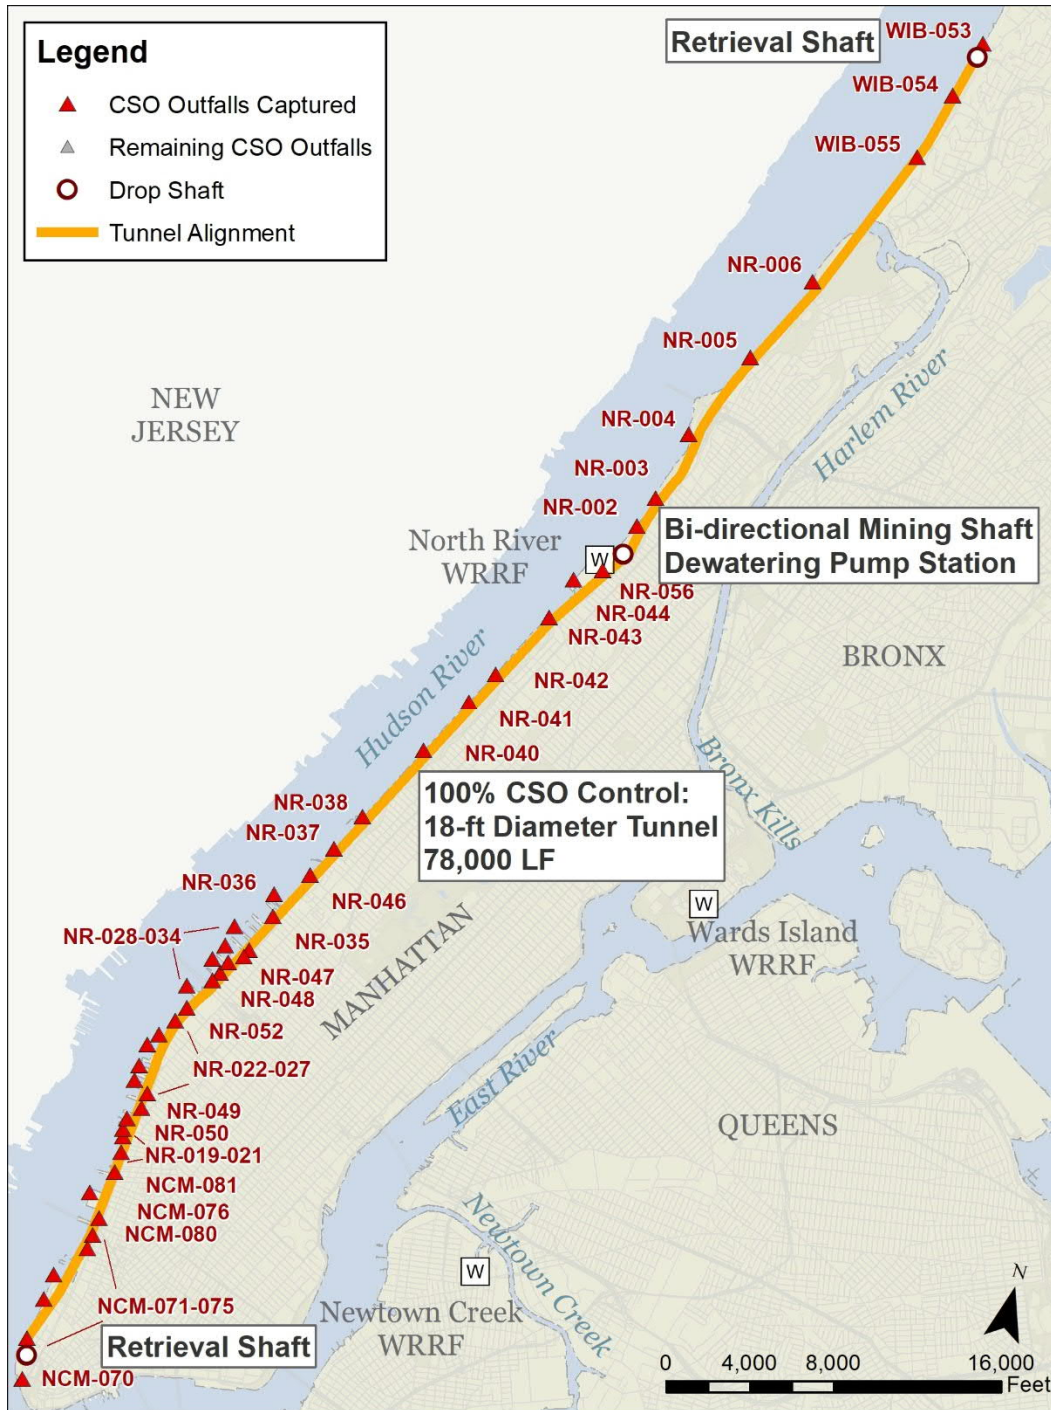 Legend
CSO Outfalls Captured
Remaining CSO Outfalls
Drop Shaft
Tunnel Alignment
Retrieval Shaft
WIB-053
WIB-054
WIB-055
NR-006
NR-005
NEW
JERSEY
Harlem River
NR-004
NR-003
NR-002
North River
WRRF
W
Bi-directional Mining Shaft
Dewatering Pump Station
NR-056
NR-044
NR-043
Hudson River
BRONX
NR-042
NR-041
NR-040
Bronx Kills
100% CSO Control:
18-ft Diameter Tunnel
78,000 LF
NR-038
NR-037
NR-036
NR-046
W
Wards Island
WRRF
NR-028-034
NR-035
MANHATTAN
NR-047
NR-048
NR-052
NR-022-027
East River
NR-049
NR-050
NR-019-021
QUEENS
NCM-081
NCM-076
NCM-080
Newtown Creek
W
Newtown Creek
WRRF
NCM-071-075
Retrieval Shaft
NCM-070
N
0 4,000 8,000 16,000
Feet